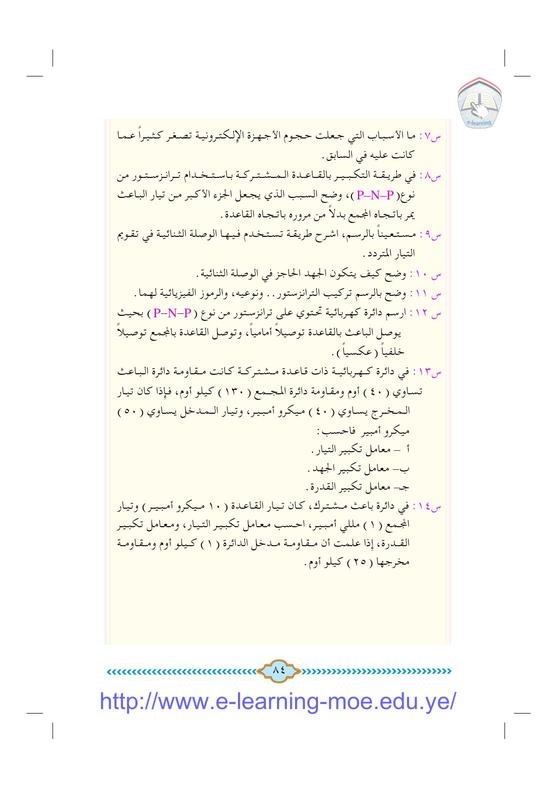 e-learning
س٧ : ما الأسباب التي جعلت حجوم الأجهزة الإلكترونية تصغر كثيراً عما
كانت عليه في السابق .
س٨ : في طريقة التكبير بالقاعدة المشتركة باستخدام ترانزستور من
نوع( P–N–P )، وضح السبب الذي يجعل الجزء الأكبر من تيار الباعث
يمر باتجاه المجمع بدلاً من مروره باتجاه القاعدة .
س٩ : مستعيناً بالرسم، اشرح طريقة تستخدم فيها الوصلة الثنائية في تقويم
التيار المتردد .
س ١٠ : وضح كيف يتكون الجهد الحاجز في الوصلة الثنائية .
س ١١ : وضح بالرسم تركيب الترانزستور . . ونوعيه، والرموز الفيزيائية لهما .
س ١٢ : ارسم دائرة كهربائية تحتوي على ترانزستور من نوع ( P–N–P ) بحيث
يوصل الباعث بالقاعدة توصيلاً أمامياً، وتوصل القاعدة بالمجمع توصيلاً
خلفياً ( عكسياً ) .
س١٣ : في دائرة كهربائية ذات قاعدة مشتركة كانت مقاومة دائرة الباعث
تساوي ( ٤٠ ) أوم ومقاومة دائرة المجمع ( ١٣٠ ) كيلو أوم، فإذا كان تيار
المخرج يساوي ( ٤٠ ) ميكرو أمبير، وتيار المدخل يساوي ( ٥٠ )
ميكرو أمبير فاحسب :
أ – معامل تكبير التيار .
ب– معامل تكبير الجهد .
جـ– معامل تكبير القدرة .
س١٤ : في دائرة باعث مشترك، كان تيار القاعدة ( ١٠ ميكرو أمبير ) وتيار
المجمع ( ١ ) مللي أمبير، احسب معامل تكبير التيار، ومعامل تكبير
القدرة، إذا علمت أن مقاومة مدخل الدائرة ( ١ ) كيلو أوم ومقاومة
مخرجها ( ٢٥ ) كيلو أوم .
٨٤
http://www.e-learning-moe.edu.ye/